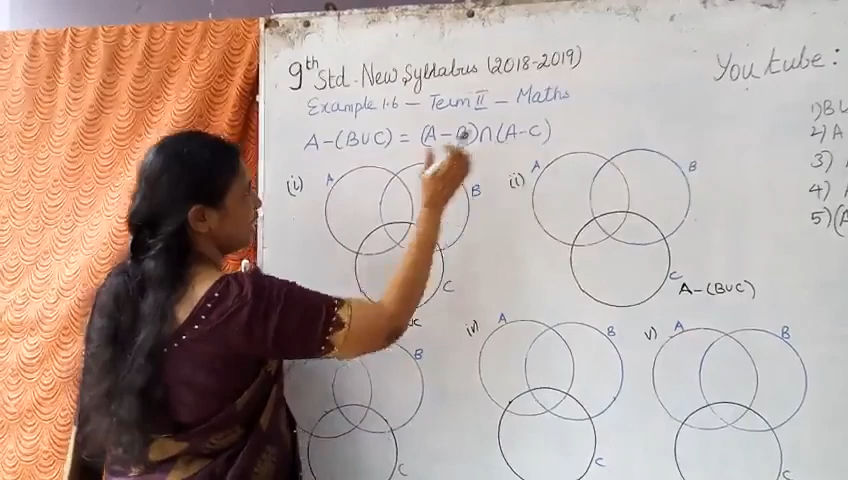 9th Std - New Syllabus (2018-2019)
Example 1.6 - Term II - Maths
A-(B∪C) = (A-B)∩(A-C)
YouTube:
1) B∪
2) A
3)
4)
5) (A
(i) A B C
(ii) A B C
A-(B∪C)
B C
iv) A B C
v) A B C